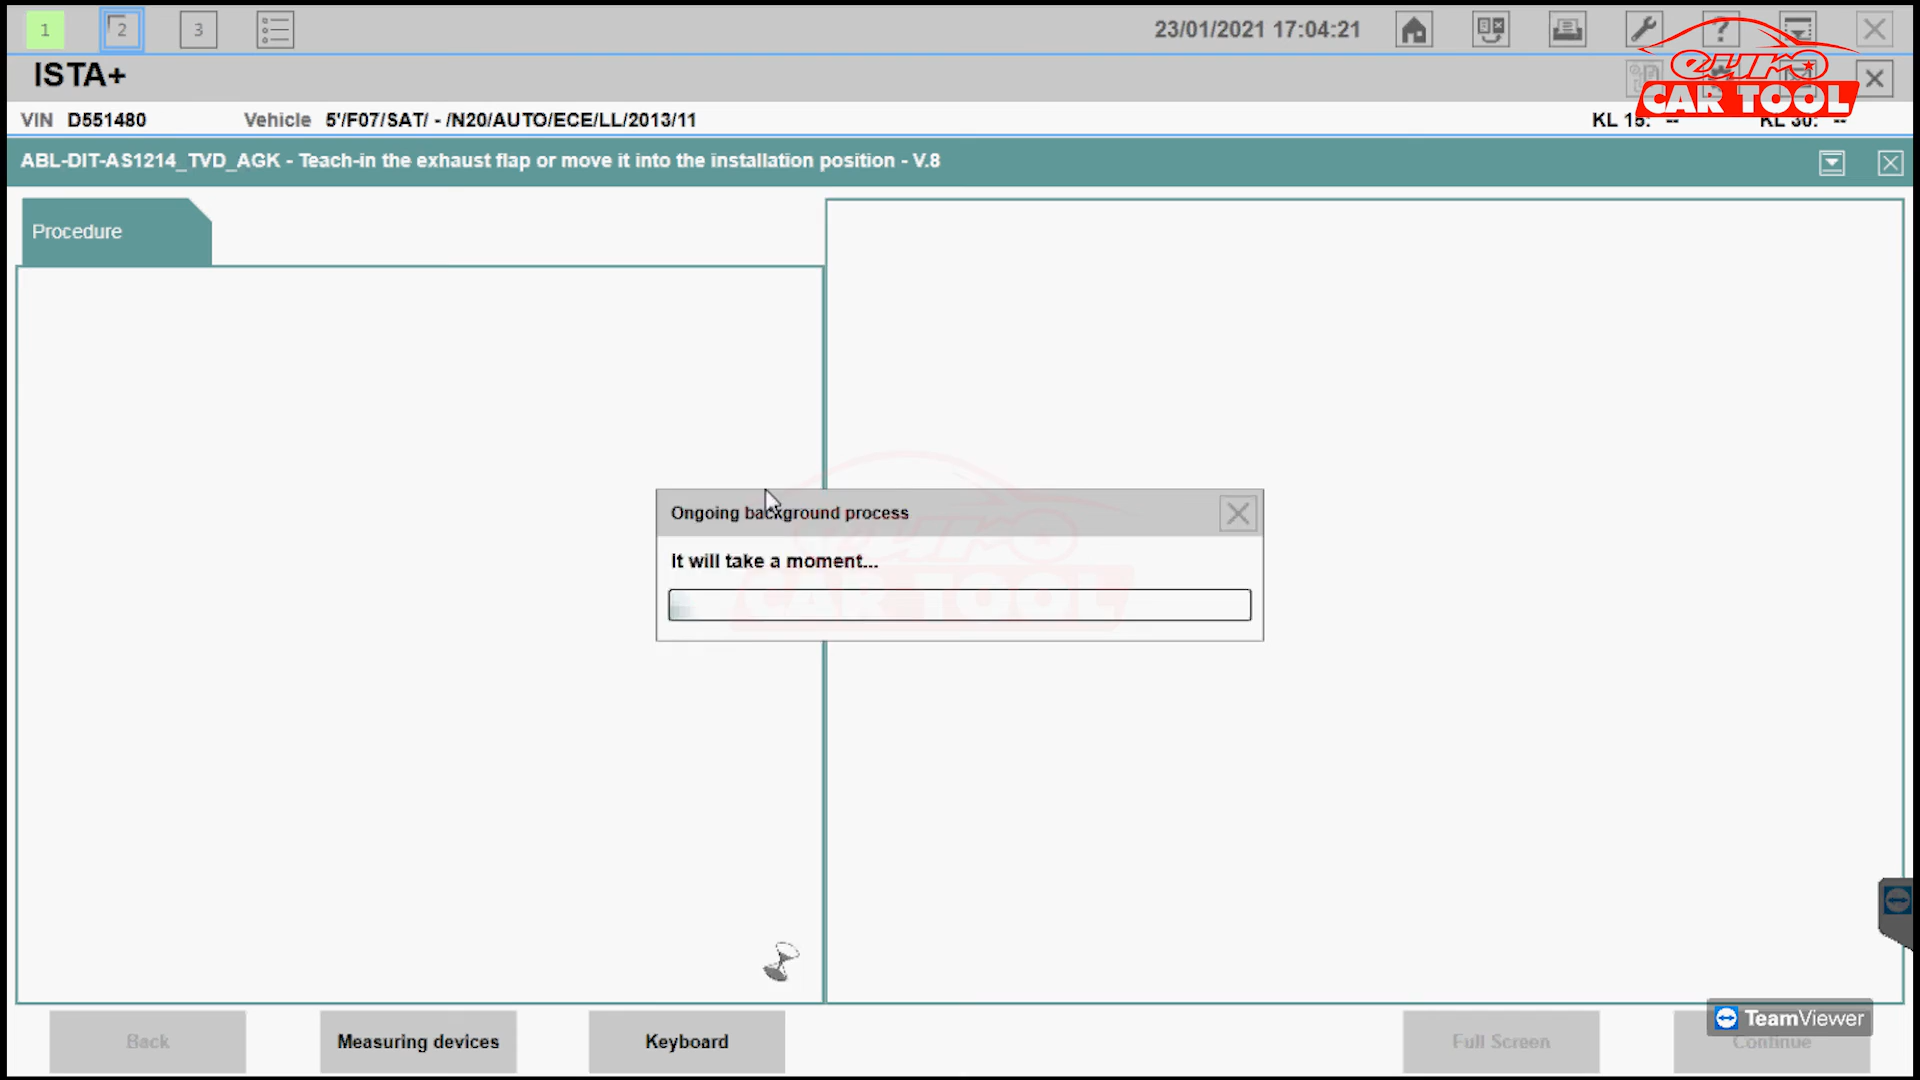 1 2 3 23/01/2021 17:04:21 ?
ISTA+
euro
CAR TOOL
VIN D551480 Vehicle 5'/F07/SAT/ - /N20/AUTO/ECE/LL/2013/11 KL 15: -- KL 30: --
ABL-DIT-AS1214_TVD_AGK - Teach-in the exhaust flap or move it into the installation position - V.8
Procedure
Ongoing background process
It will take a moment...
euro
CAR TOOL
TeamViewer
Back Measuring devices Keyboard Full Screen Continue